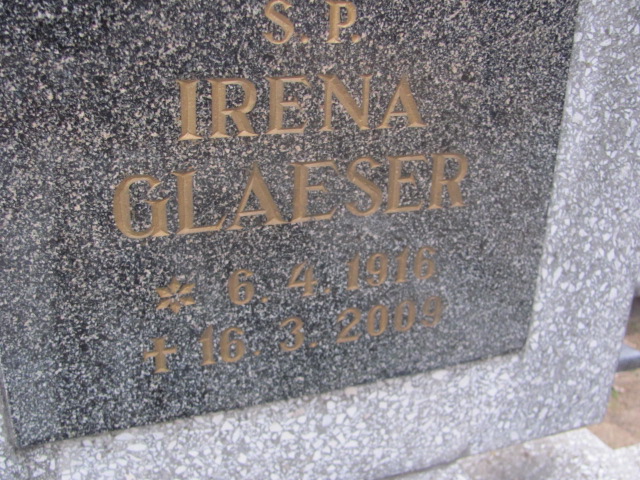 S. P.
IRENA
GLAESER
* 6. 4. 1916
✝ 16. 3. 2009